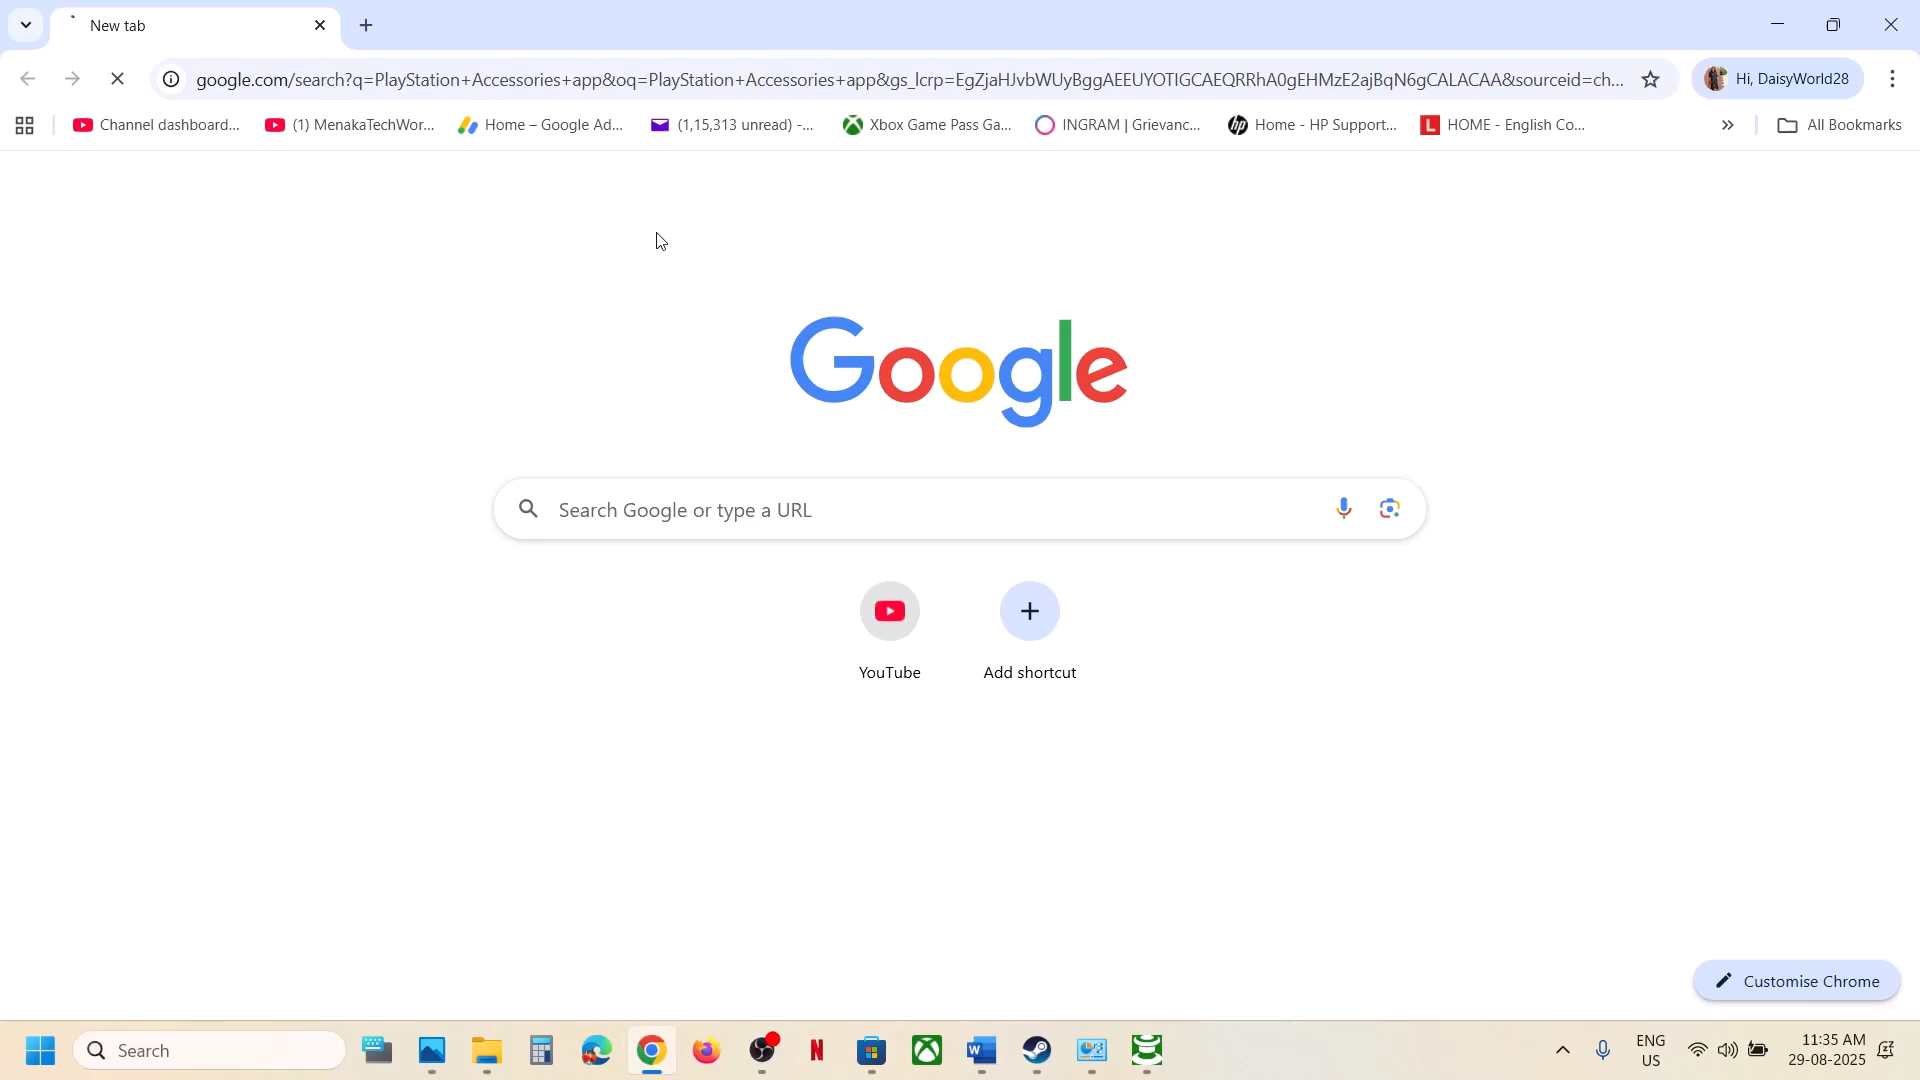 New tab
google.com/search?q=PlayStation+Accessories+app&oq=PlayStation+Accessories+app&gs_lcrp=EgZjaHJvbWUyBggAEEUYOTIGCAEQRRhA0gEHMzE2ajBqN6gCALACAA&sourceid=ch...
Hi, DaisyWorld28
Channel dashboard...
(1) MenakaTechWor...
Home – Google Ad...
(1,15,313 unread) -...
Xbox Game Pass Ga...
INGRAM | Grievanc...
Home - HP Support...
HOME - English Co...
All Bookmarks
Google
Search Google or type a URL
YouTube
Add shortcut
Customise Chrome
Search
ENG
US
11:35 AM
29-08-2025